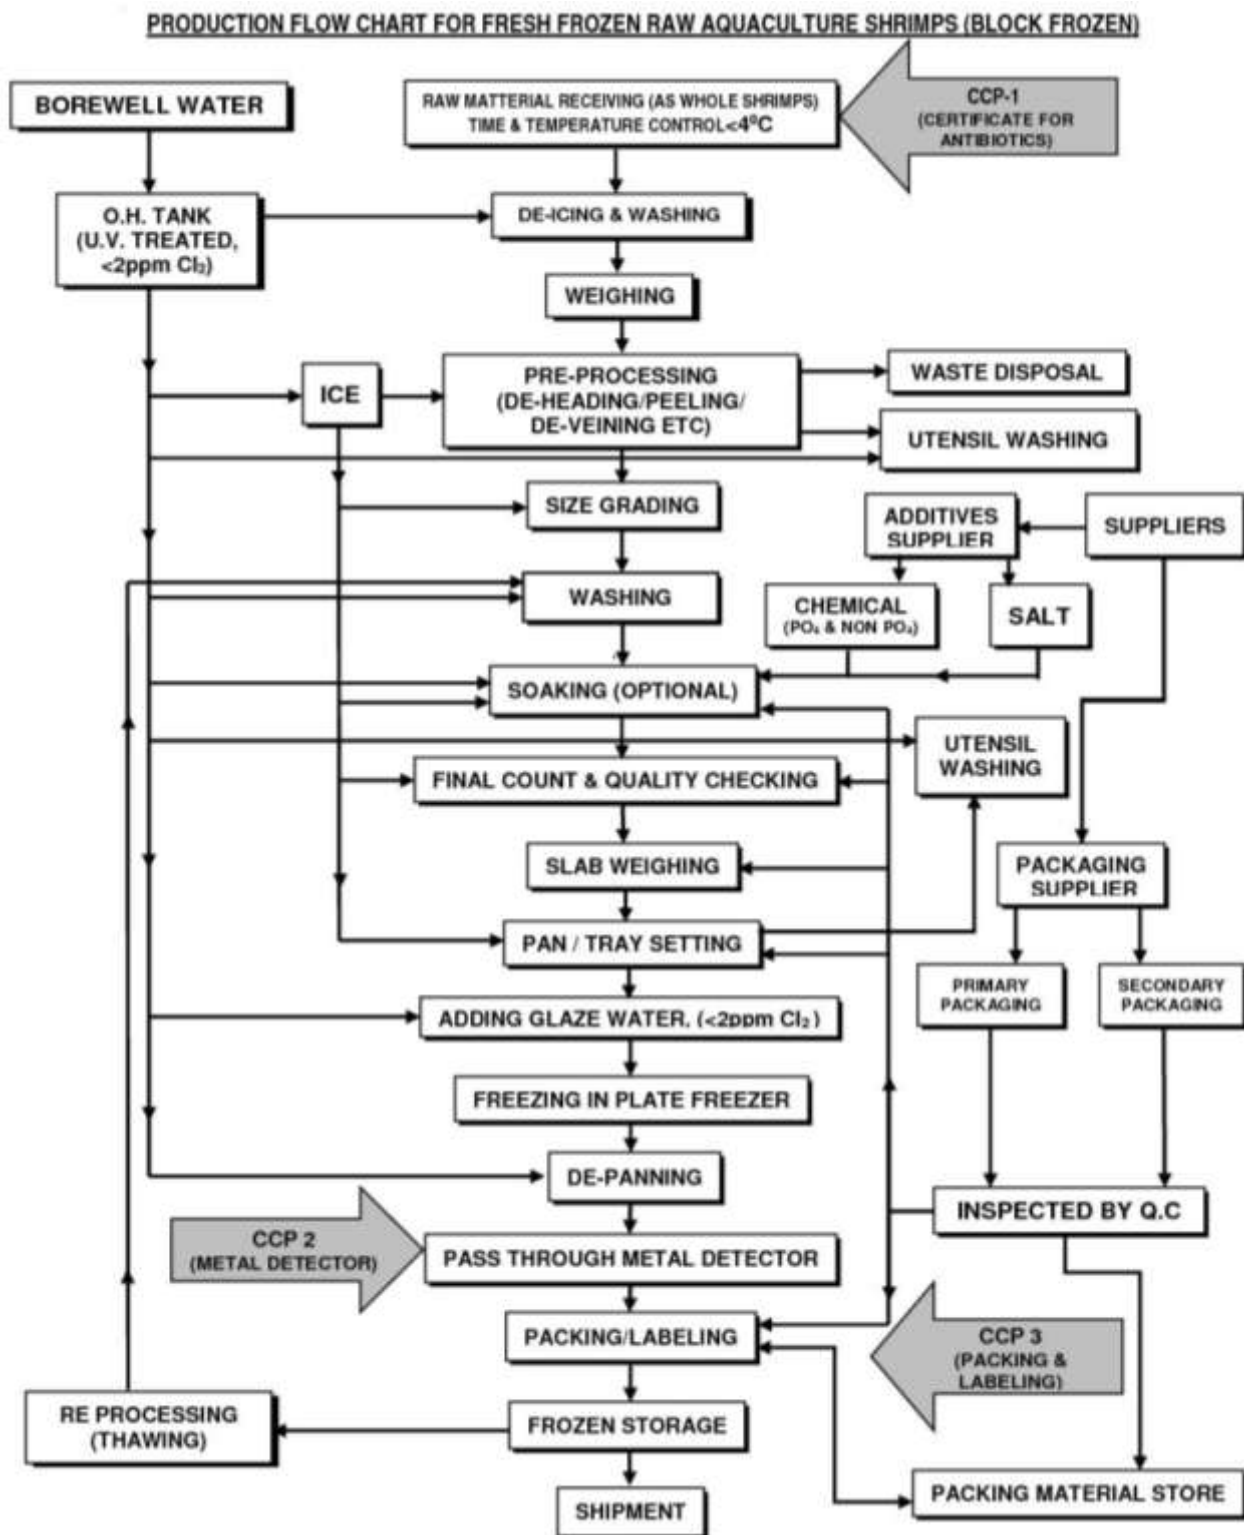 PRODUCTION FLOW CHART FOR FRESH FROZEN RAW AQUACULTURE SHRIMPS (BLOCK FROZEN)
BOREWELL WATER
RAW MATTERIAL RECEIVING (AS WHOLE SHRIMPS)
TIME & TEMPERATURE CONTROL<4⁰C
CCP-1
(CERTIFICATE FOR
ANTIBIOTICS)
O.H. TANK
(U.V. TREATED,
<2ppm Cl₂)
DE-ICING & WASHING
WEIGHING
ICE
PRE-PROCESSING
(DE-HEADING/PEELING/
DE-VEINING ETC)
WASTE DISPOSAL
UTENSIL WASHING
SIZE GRADING
ADDITIVES
SUPPLIER
SUPPLIERS
WASHING
CHEMICAL
(PO₄ & NON PO₄)
SALT
SOAKING (OPTIONAL)
UTENSIL
WASHING
FINAL COUNT & QUALITY CHECKING
SLAB WEIGHING
PACKAGING
SUPPLIER
PAN / TRAY SETTING
PRIMARY
PACKAGING
SECONDARY
PACKAGING
ADDING GLAZE WATER, (<2ppm Cl₂ )
FREEZING IN PLATE FREEZER
DE-PANNING
INSPECTED BY Q.C
CCP 2
(METAL DETECTOR)
PASS THROUGH METAL DETECTOR
PACKING/LABELING
CCP 3
(PACKING &
LABELING)
RE PROCESSING
(THAWING)
FROZEN STORAGE
PACKING MATERIAL STORE
SHIPMENT